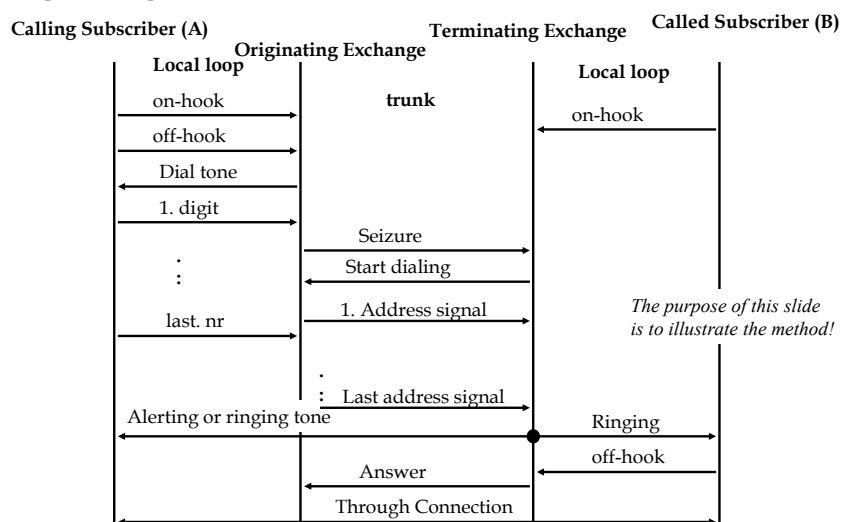 Calling Subscriber (A)
Originating Exchange
Terminating Exchange
Called Subscriber (B)
Local loop
trunk
Local loop
on-hook
on-hook
off-hook
Dial tone
1. digit
Seizure
Start dialing
1. Address signal
last. nr
The purpose of this slide
is to illustrate the method!
Last address signal
Alerting or ringing tone
Ringing
off-hook
Answer
Through Connection